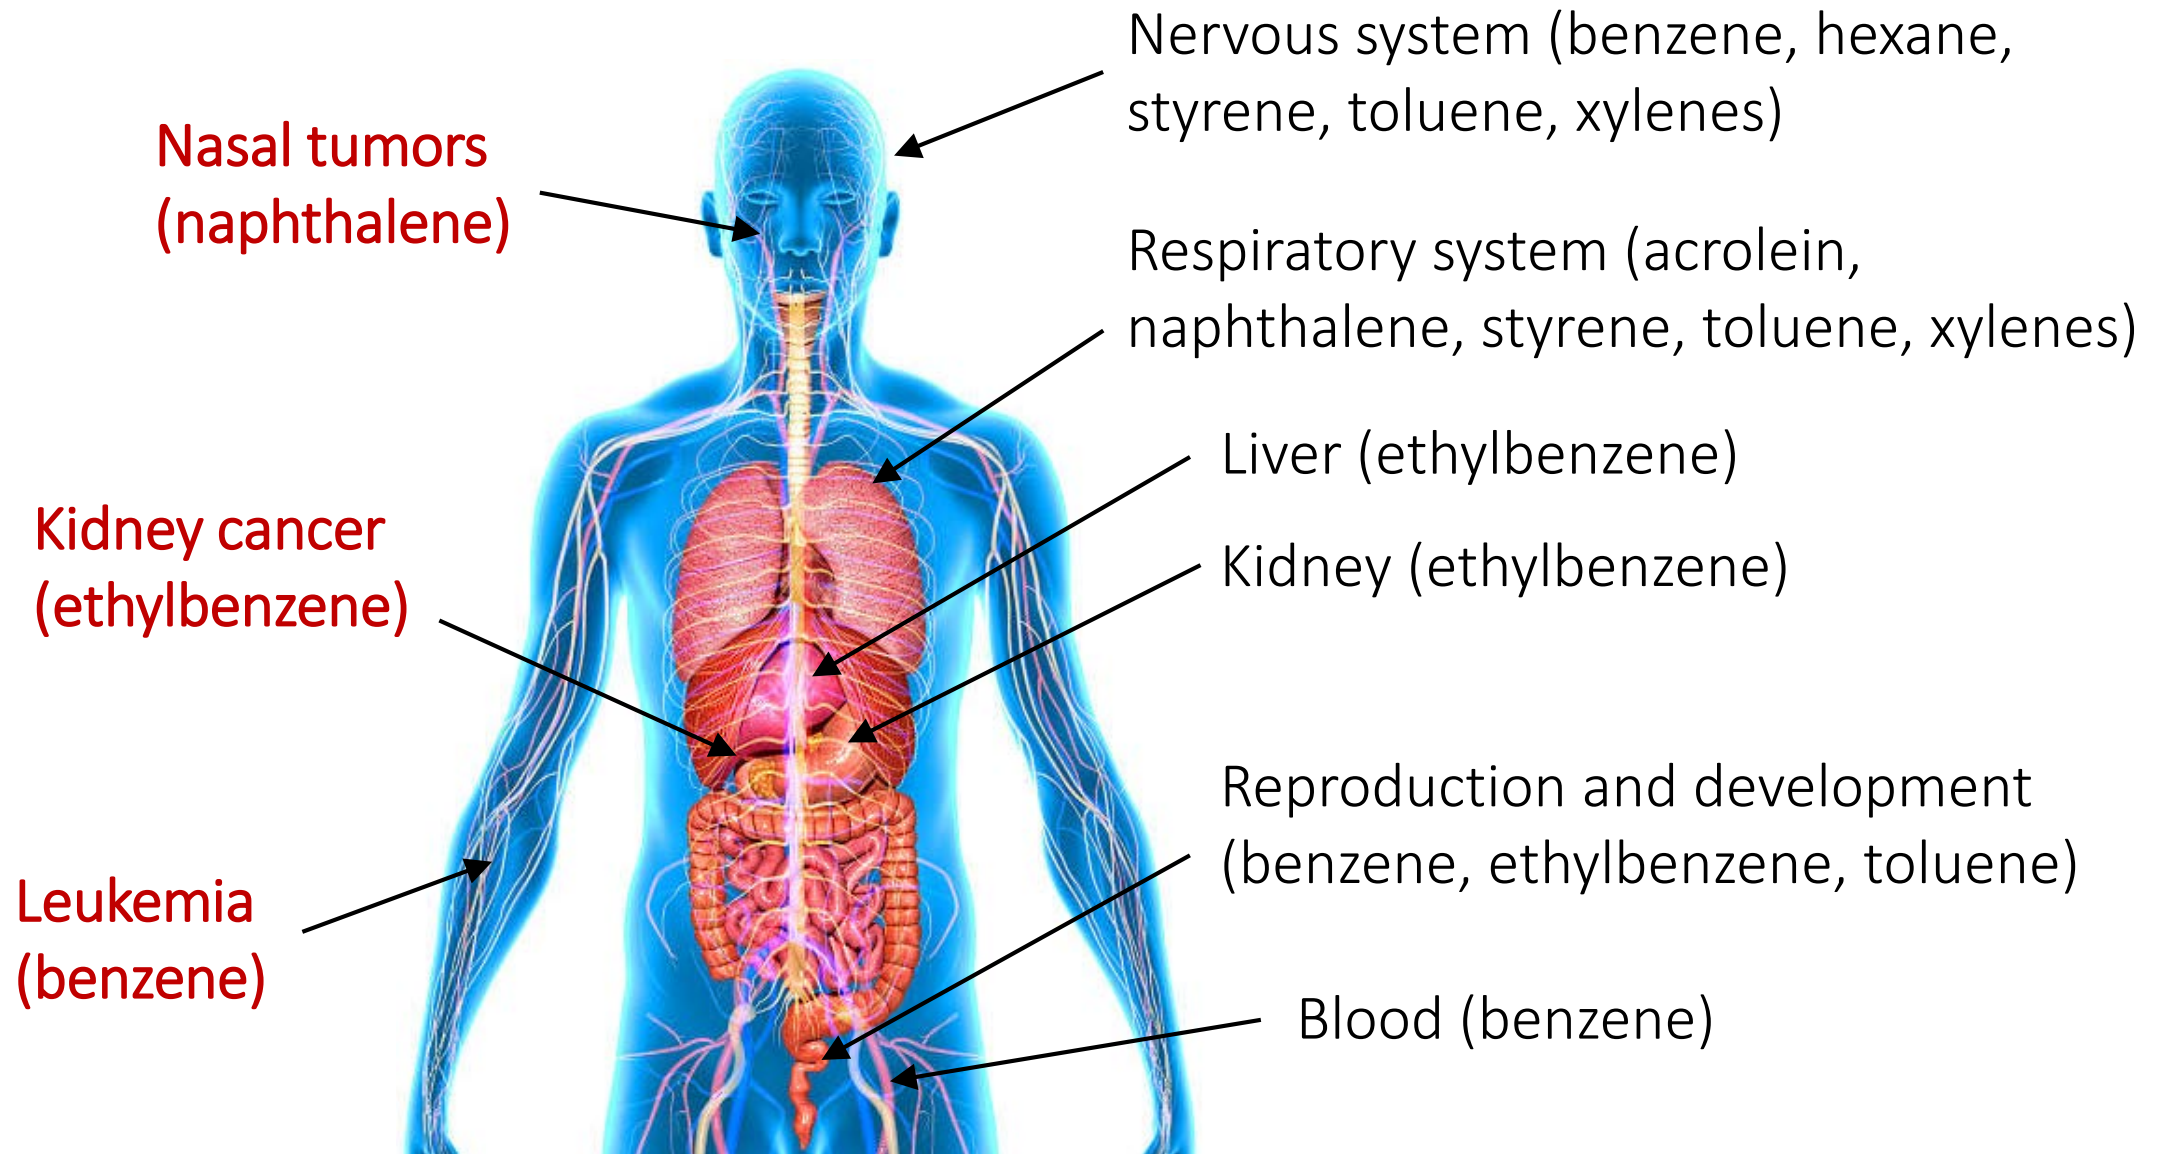 Nervous system (benzene, hexane,
styrene, toluene, xylenes)
Nasal tumors
(naphthalene)
Respiratory system (acrolein,
naphthalene, styrene, toluene, xylenes)
Liver (ethylbenzene)
Kidney cancer
(ethylbenzene)
Kidney (ethylbenzene)
Reproduction and development
(benzene, ethylbenzene, toluene)
Leukemia
(benzene)
Blood (benzene)